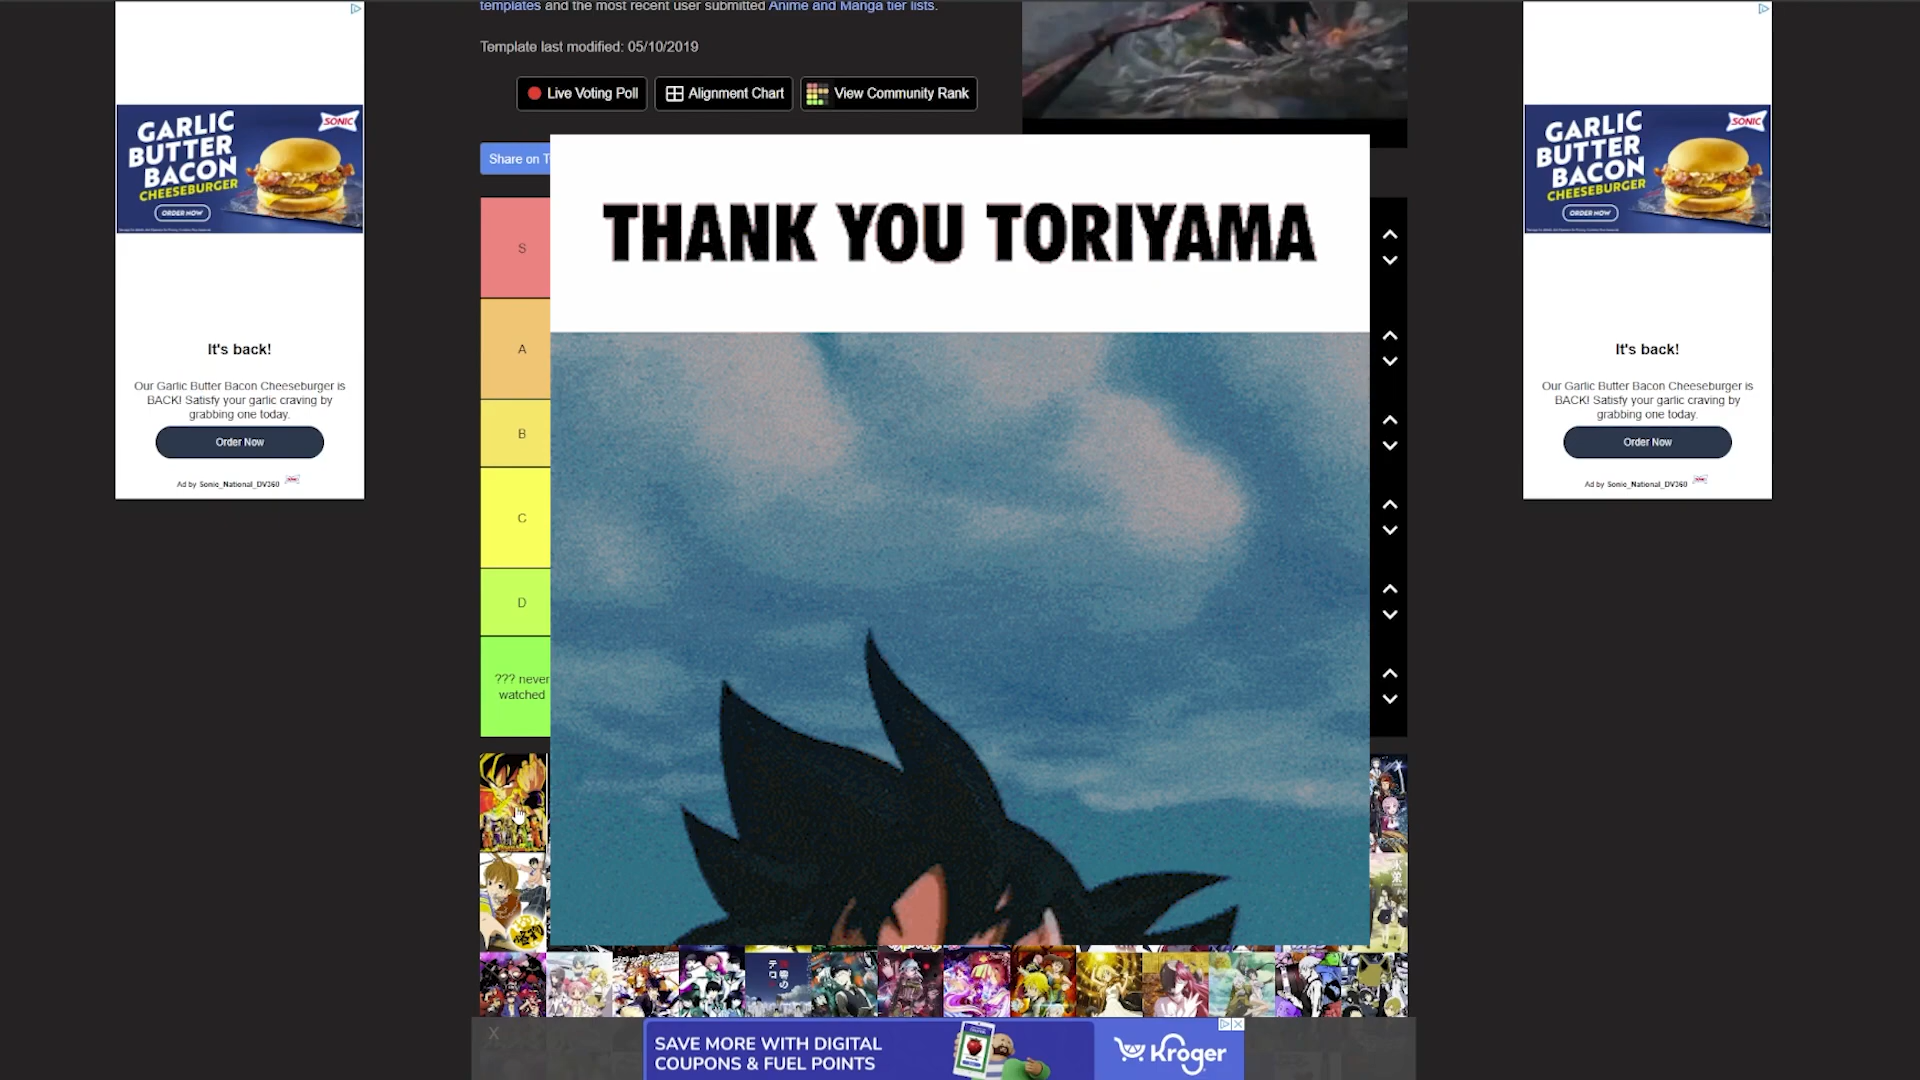 templates and the most recent user submitted Anime and Manga tier lists.
Template last modified: 05/10/2019
Live Voting Poll
Alignment Chart
View Community Rank
Share on T
THANK YOU TORIYAMA
S
A
B
C
D
??? never
watched
GARLIC
BUTTER
BACON
CHEESEBURGER
ORDER NOW
SONIC
It's back!
Our Garlic Butter Bacon Cheeseburger is
BACK! Satisfy your garlic craving by
grabbing one today.
Order Now
Ad by Sonic_National_DV360
GARLIC
BUTTER
BACON
CHEESEBURGER
ORDER NOW
SONIC
It's back!
Our Garlic Butter Bacon Cheeseburger is
BACK! Satisfy your garlic craving by
grabbing one today.
Order Now
Ad by Sonic_National_DV360
X
SAVE MORE WITH DIGITAL
COUPONS & FUEL POINTS
Kroger